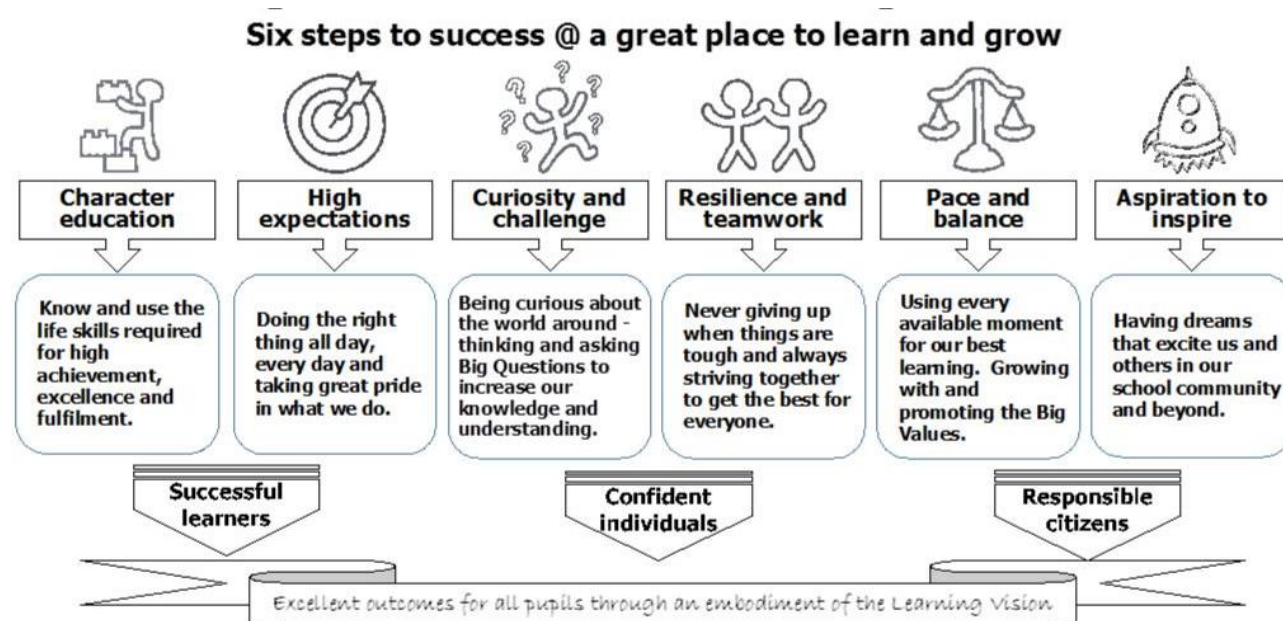 Six steps to success @ a great place to learn and grow
Character
education
High
expectations
Curiosity and
challenge
Resilience and
teamwork
Pace and
balance
Aspiration to
inspire
Know and use the
life skills required
for high
achievement,
excellence and
fulfilment.
Doing the right
thing all day,
every day and
taking great pride
in what we do.
Being curious about
the world around -
thinking and asking
Big Questions to
increase our
knowledge and
understanding.
Never giving up
when things are
tough and always
striving together
to get the best for
everyone.
Using every
available moment
for our best
learning. Growing
with and
promoting the Big
Values.
Having dreams
that excite us and
others in our
school community
and beyond.
Successful
learners
Confident
individuals
Responsible
citizens
Excellent outcomes for all pupils through an embodiment of the Learning Vision